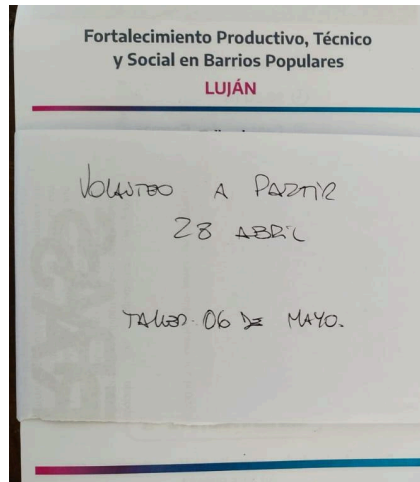 Fortalecimiento Productivo, Técnico
y Social en Barrios Populares
LUJÁN
VOLANTEO A PARTIR
28 ABRIL
TALLER 06 DE MAYO.